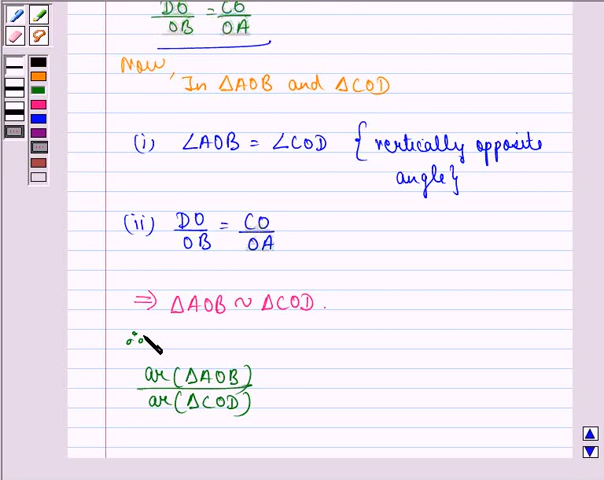 DO/OB = CO/OA
Now,
In ΔAOB and ΔCOD
(i) ∠AOB = ∠COD {vertically opposite
angle}
(ii) DO/OB = CO/OA
⇒ ΔAOB ~ ΔCOD.
∴
ar(ΔAOB)
ar(ΔCOD)